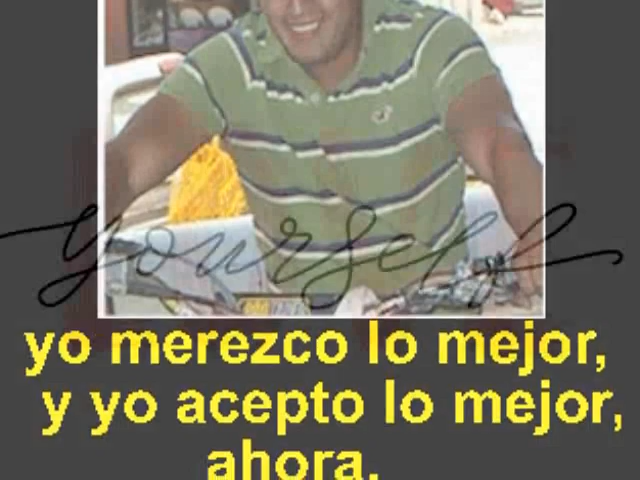 yourself
yo merezco lo mejor,
y yo acepto lo mejor,
ahora.